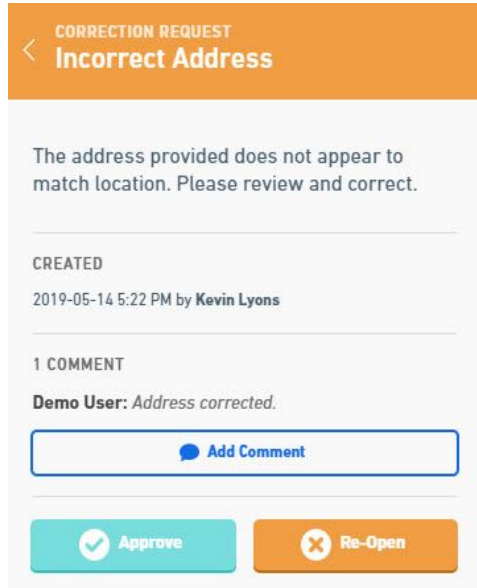 CORRECTION REQUEST
Incorrect Address
The address provided does not appear to
match location. Please review and correct.
CREATED
2019-05-14 5:22 PM by Kevin Lyons
1 COMMENT
Demo User: Address corrected.
Add Comment
Approve
Re-Open